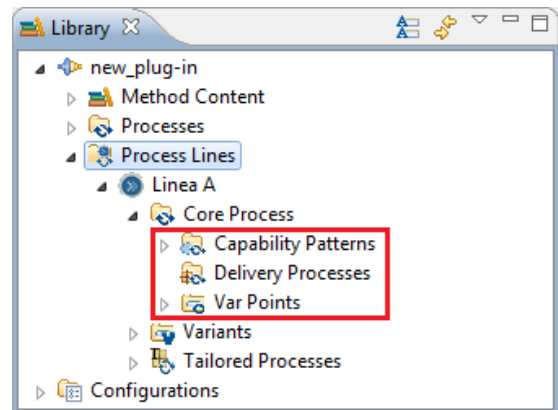 Library
new_plug-in
Method Content
Processes
Process Lines
Linea A
Core Process
Capability Patterns
Delivery Processes
Var Points
Variants
Tailored Processes
Configurations